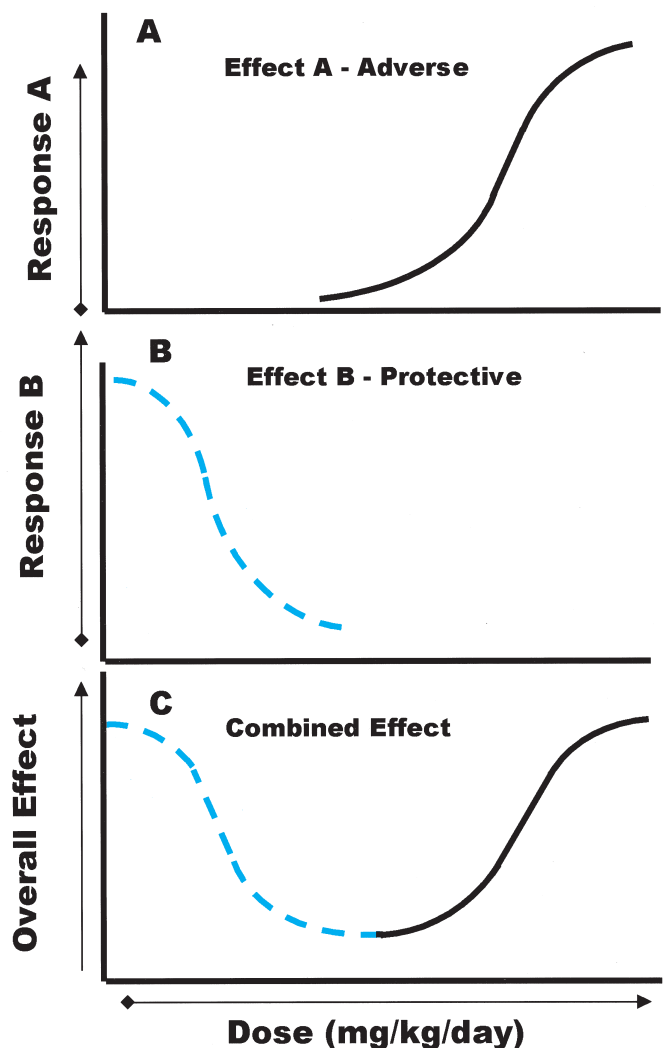 A
Effect A - Adverse
Response A
B
Effect B - Protective
Response B
C
Combined Effect
Overall Effect
Dose (mg/kg/day)